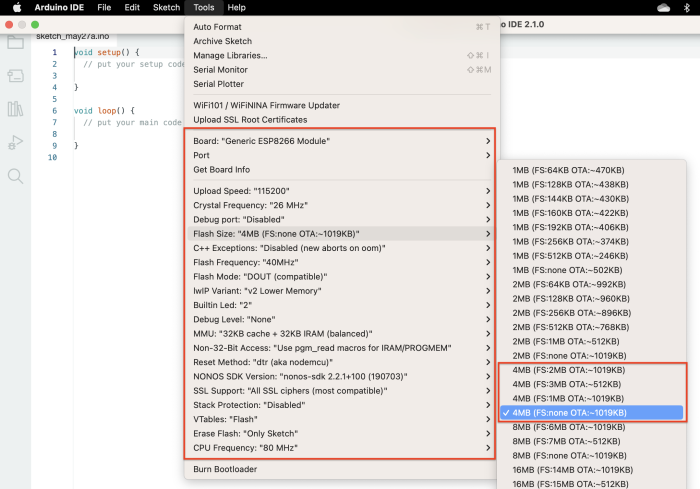 Arduino IDE File Edit Sketch Tools Help
IDE 2.1.0
sketch_may27a.ino
1 void setup() {
2 // put your setup code
3
4 }
5
6 void loop() {
7 // put your main code
8
9 }
10
Auto Format ⌘T
Archive Sketch
Manage Libraries... ⇧⌘I
Serial Monitor ⇧⌘M
Serial Plotter
WiFi101 / WiFiNINA Firmware Updater
Upload SSL Root Certificates
Board: "Generic ESP8266 Module"
Port
Get Board Info
Upload Speed: "115200"
Crystal Frequency: "26 MHz"
Debug port: "Disabled"
Flash Size: "4MB (FS:none OTA:~1019KB)"
C++ Exceptions: "Disabled (new aborts on oom)"
Flash Frequency: "40MHz"
Flash Mode: "DOUT (compatible)"
lwIP Variant: "v2 Lower Memory"
Builtin Led: "2"
Debug Level: "None"
MMU: "32KB cache + 32KB IRAM (balanced)"
Non-32-Bit Access: "Use pgm_read macros for IRAM/PROGMEM"
Reset Method: "dtr (aka nodemcu)"
NONOS SDK Version: "nonos-sdk 2.2.1+100 (190703)"
SSL Support: "All SSL ciphers (most compatible)"
Stack Protection: "Disabled"
VTables: "Flash"
Erase Flash: "Only Sketch"
CPU Frequency: "80 MHz"
Burn Bootloader
1MB (FS:64KB OTA:~470KB)
1MB (FS:128KB OTA:~438KB)
1MB (FS:144KB OTA:~430KB)
1MB (FS:160KB OTA:~422KB)
1MB (FS:192KB OTA:~406KB)
1MB (FS:256KB OTA:~374KB)
1MB (FS:512KB OTA:~246KB)
1MB (FS:none OTA:~502KB)
2MB (FS:64KB OTA:~992KB)
2MB (FS:128KB OTA:~960KB)
2MB (FS:256KB OTA:~896KB)
2MB (FS:512KB OTA:~768KB)
2MB (FS:1MB OTA:~512KB)
2MB (FS:none OTA:~1019KB)
4MB (FS:2MB OTA:~1019KB)
4MB (FS:3MB OTA:~512KB)
4MB (FS:1MB OTA:~1019KB)
✓ 4MB (FS:none OTA:~1019KB)
8MB (FS:6MB OTA:~1019KB)
8MB (FS:7MB OTA:~512KB)
8MB (FS:none OTA:~1019KB)
16MB (FS:14MB OTA:~1019KB)
16MB (FS:15MB OTA:~512KB)